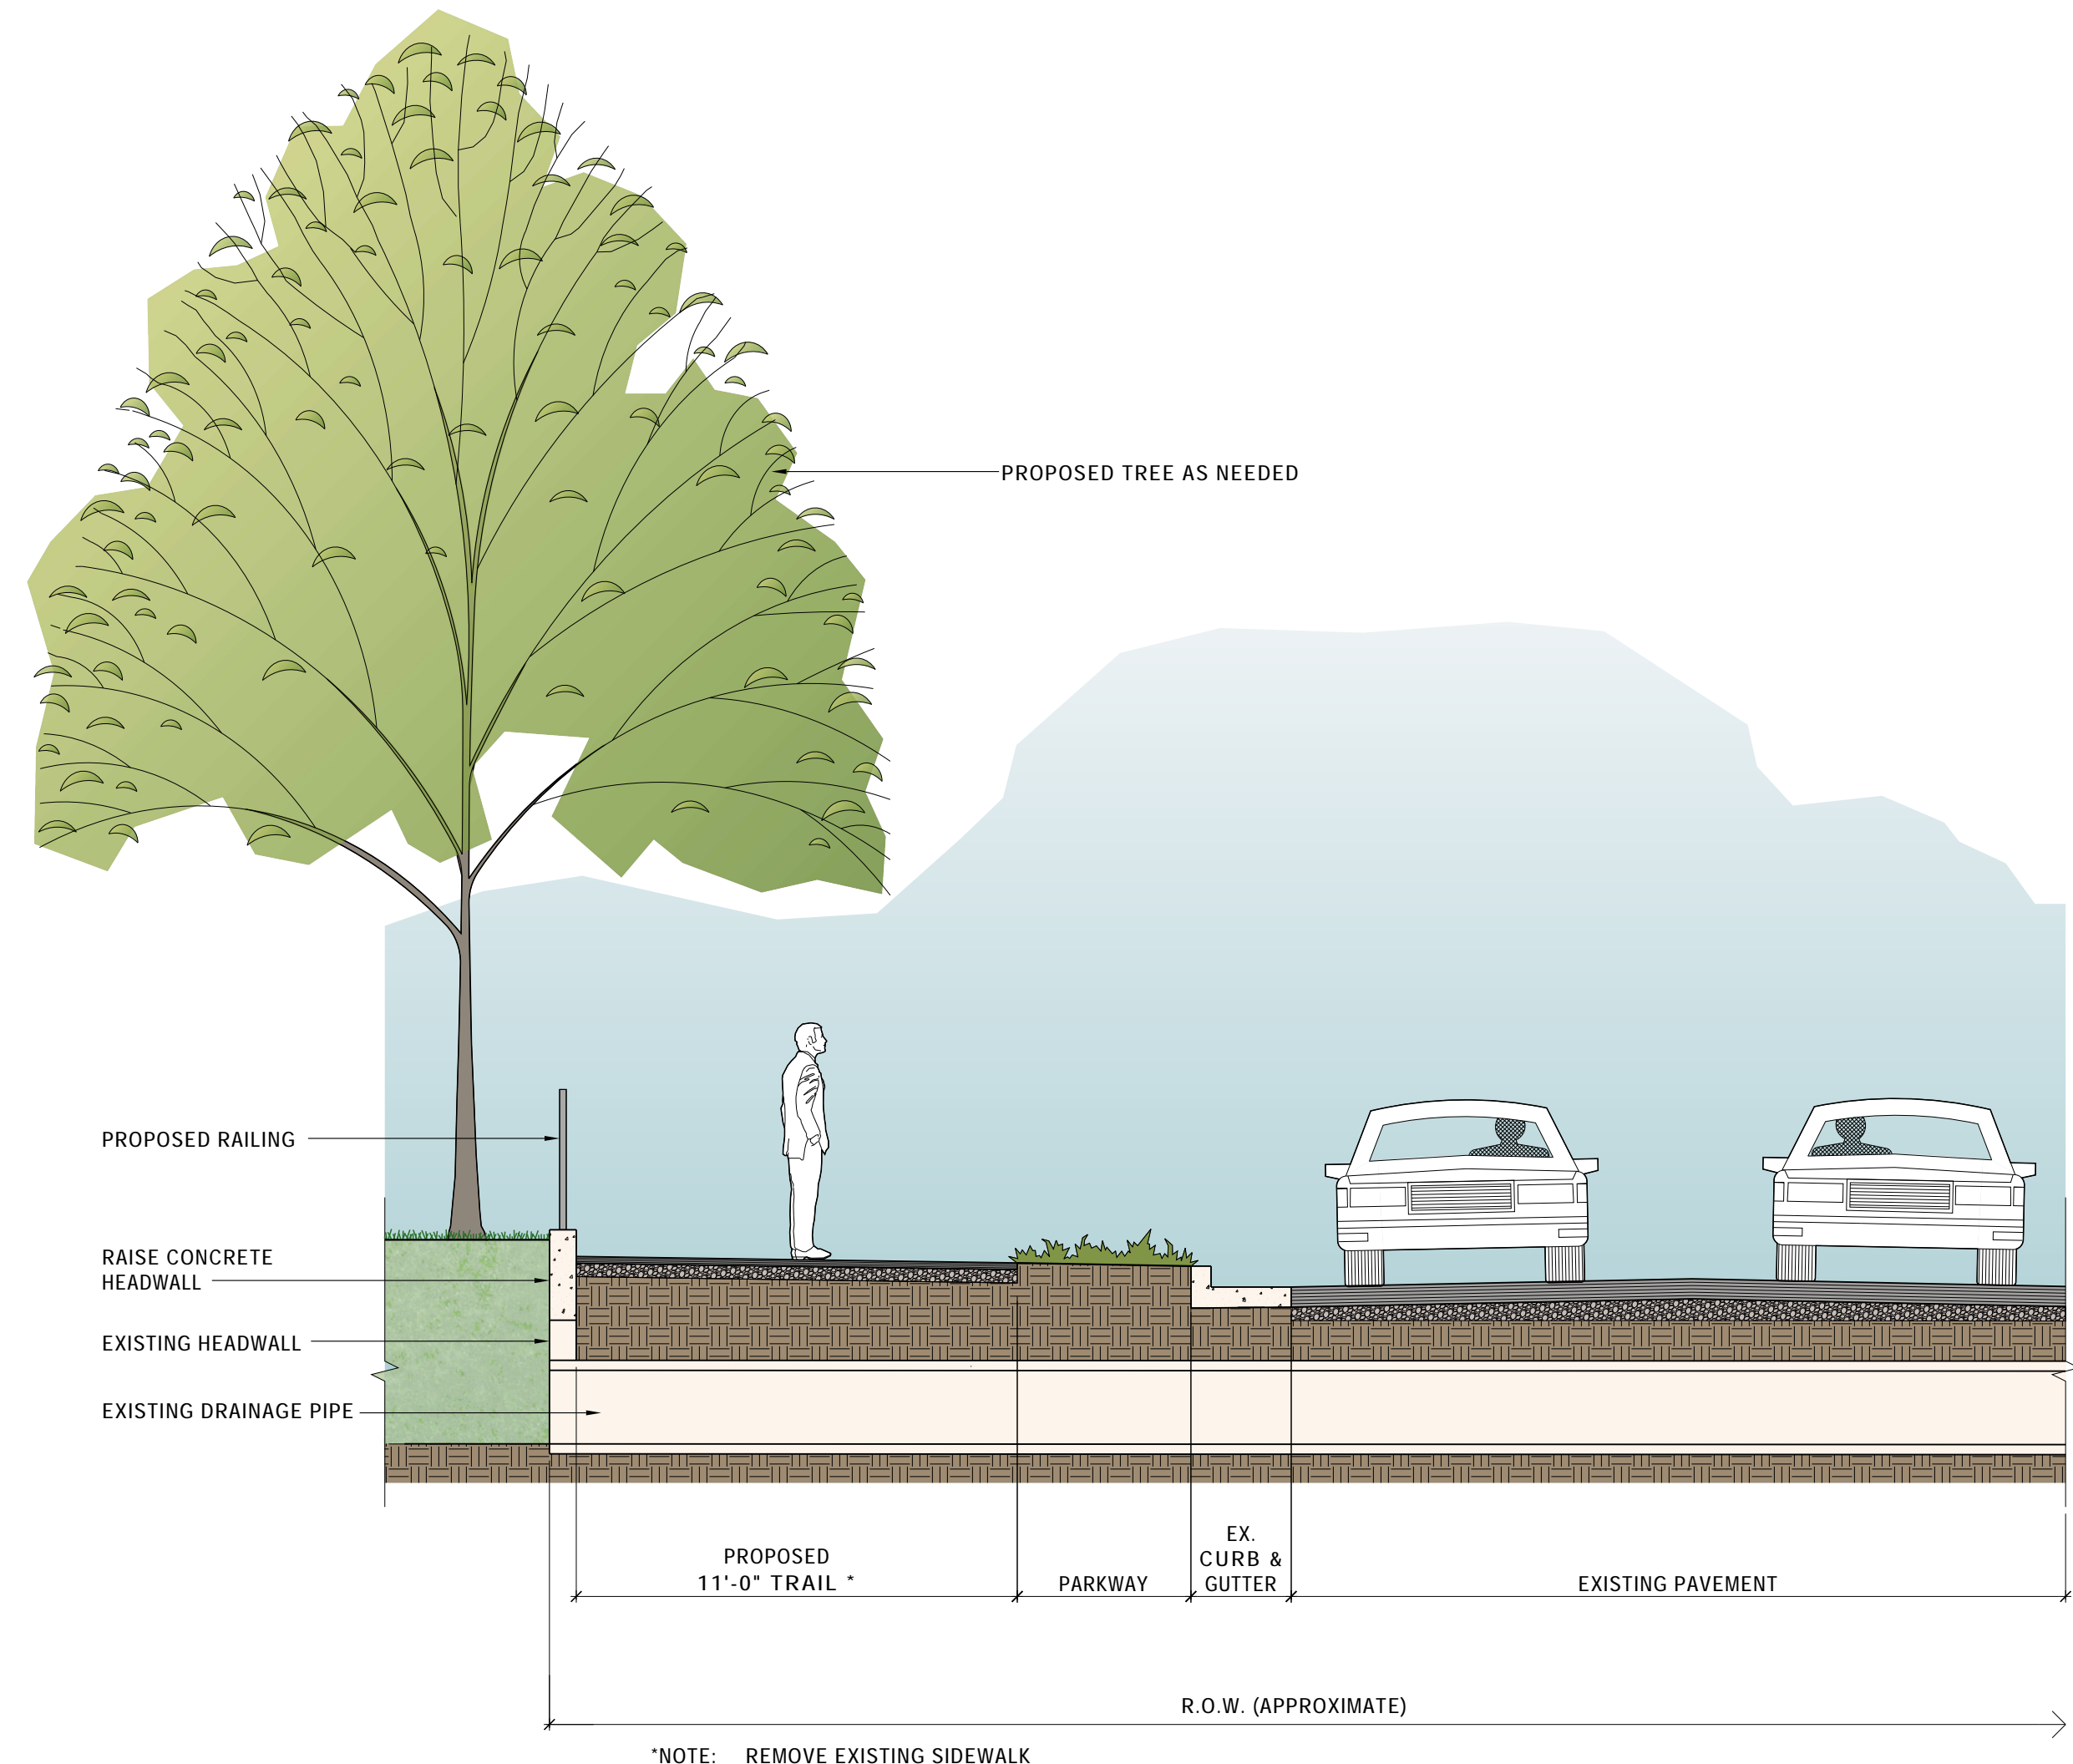 PROPOSED TREE AS NEEDED
PROPOSED RAILING
RAISE CONCRETE
HEADWALL
EXISTING HEADWALL
EXISTING DRAINAGE PIPE
PROPOSED
11'-0" TRAIL *
PARKWAY
EX.
CURB &
GUTTER
EXISTING PAVEMENT
R.O.W. (APPROXIMATE)
*NOTE: REMOVE EXISTING SIDEWALK